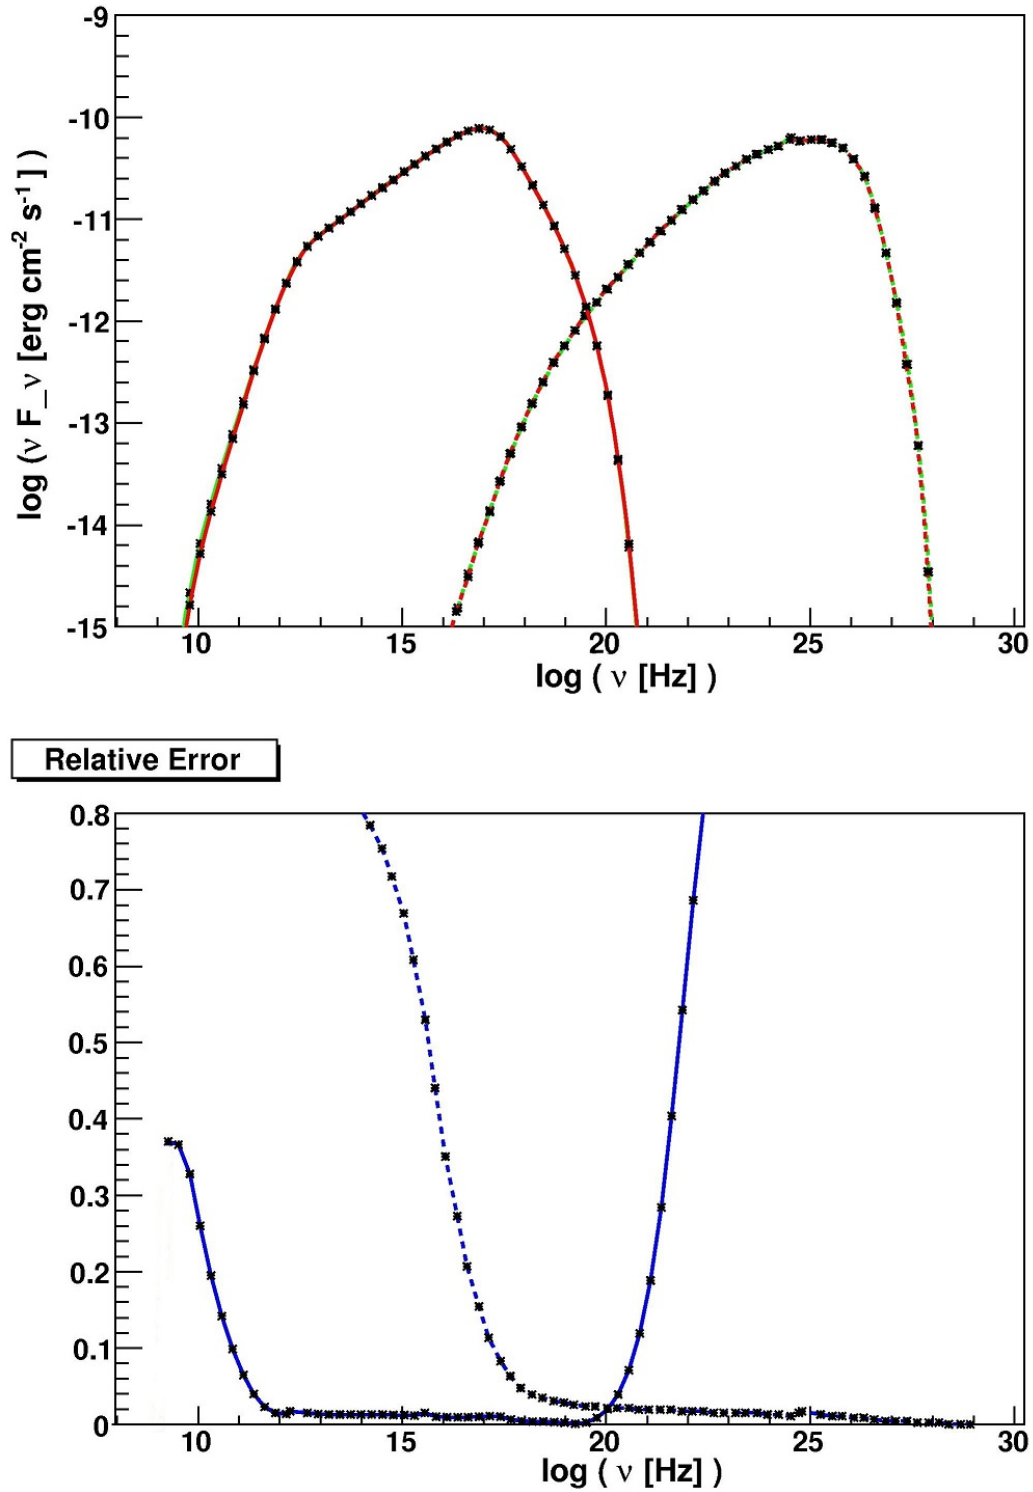 -9
-10
-11
-12
-13
-14
-15
log (ν F_ν [erg cm⁻² s⁻¹] )
10 15 20 25 30
log ( ν [Hz] )
Relative Error
0.8
0.7
0.6
0.5
0.4
0.3
0.2
0.1
0
10 15 20 25 30
log ( ν [Hz] )